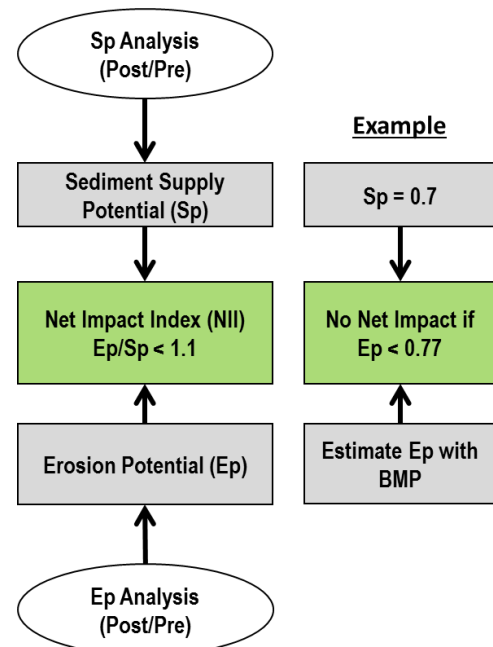 Sp Analysis
(Post/Pre)
Example
Sediment Supply
Potential (Sp)
Sp = 0.7
Net Impact Index (NII)
Ep/Sp < 1.1
No Net Impact if
Ep < 0.77
Erosion Potential (Ep)
Estimate Ep with
BMP
Ep Analysis
(Post/Pre)